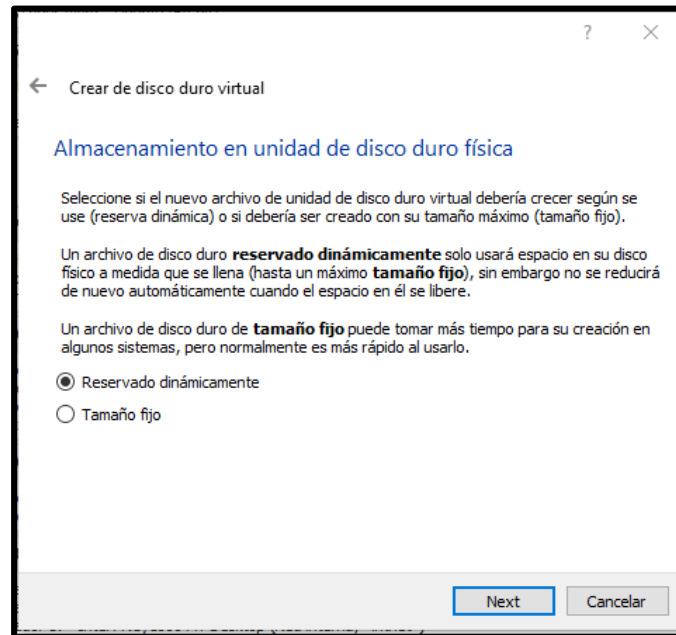 ?
← Crear de disco duro virtual
Almacenamiento en unidad de disco duro física
Seleccione si el nuevo archivo de unidad de disco duro virtual debería crecer según se
use (reserva dinámica) o si debería ser creado con su tamaño máximo (tamaño fijo).
Un archivo de disco duro reservado dinámicamente solo usará espacio en su disco
físico a medida que se llena (hasta un máximo tamaño fijo), sin embargo no se reducirá
de nuevo automáticamente cuando el espacio en él se libere.
Un archivo de disco duro de tamaño fijo puede tomar más tiempo para su creación en
algunos sistemas, pero normalmente es más rápido al usarlo.
Reservado dinámicamente
Tamaño fijo
Next Cancelar